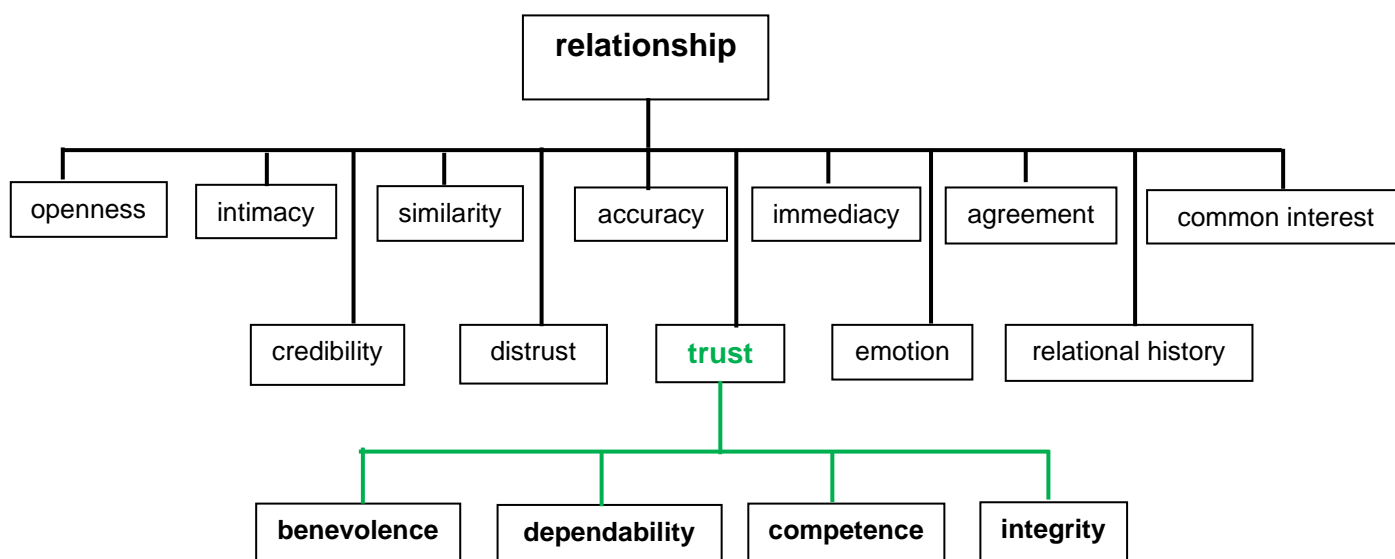 relationship
openness
intimacy
similarity
accuracy
immediacy
agreement
common interest
credibility
distrust
trust
emotion
relational history
benevolence
dependability
competence
integrity